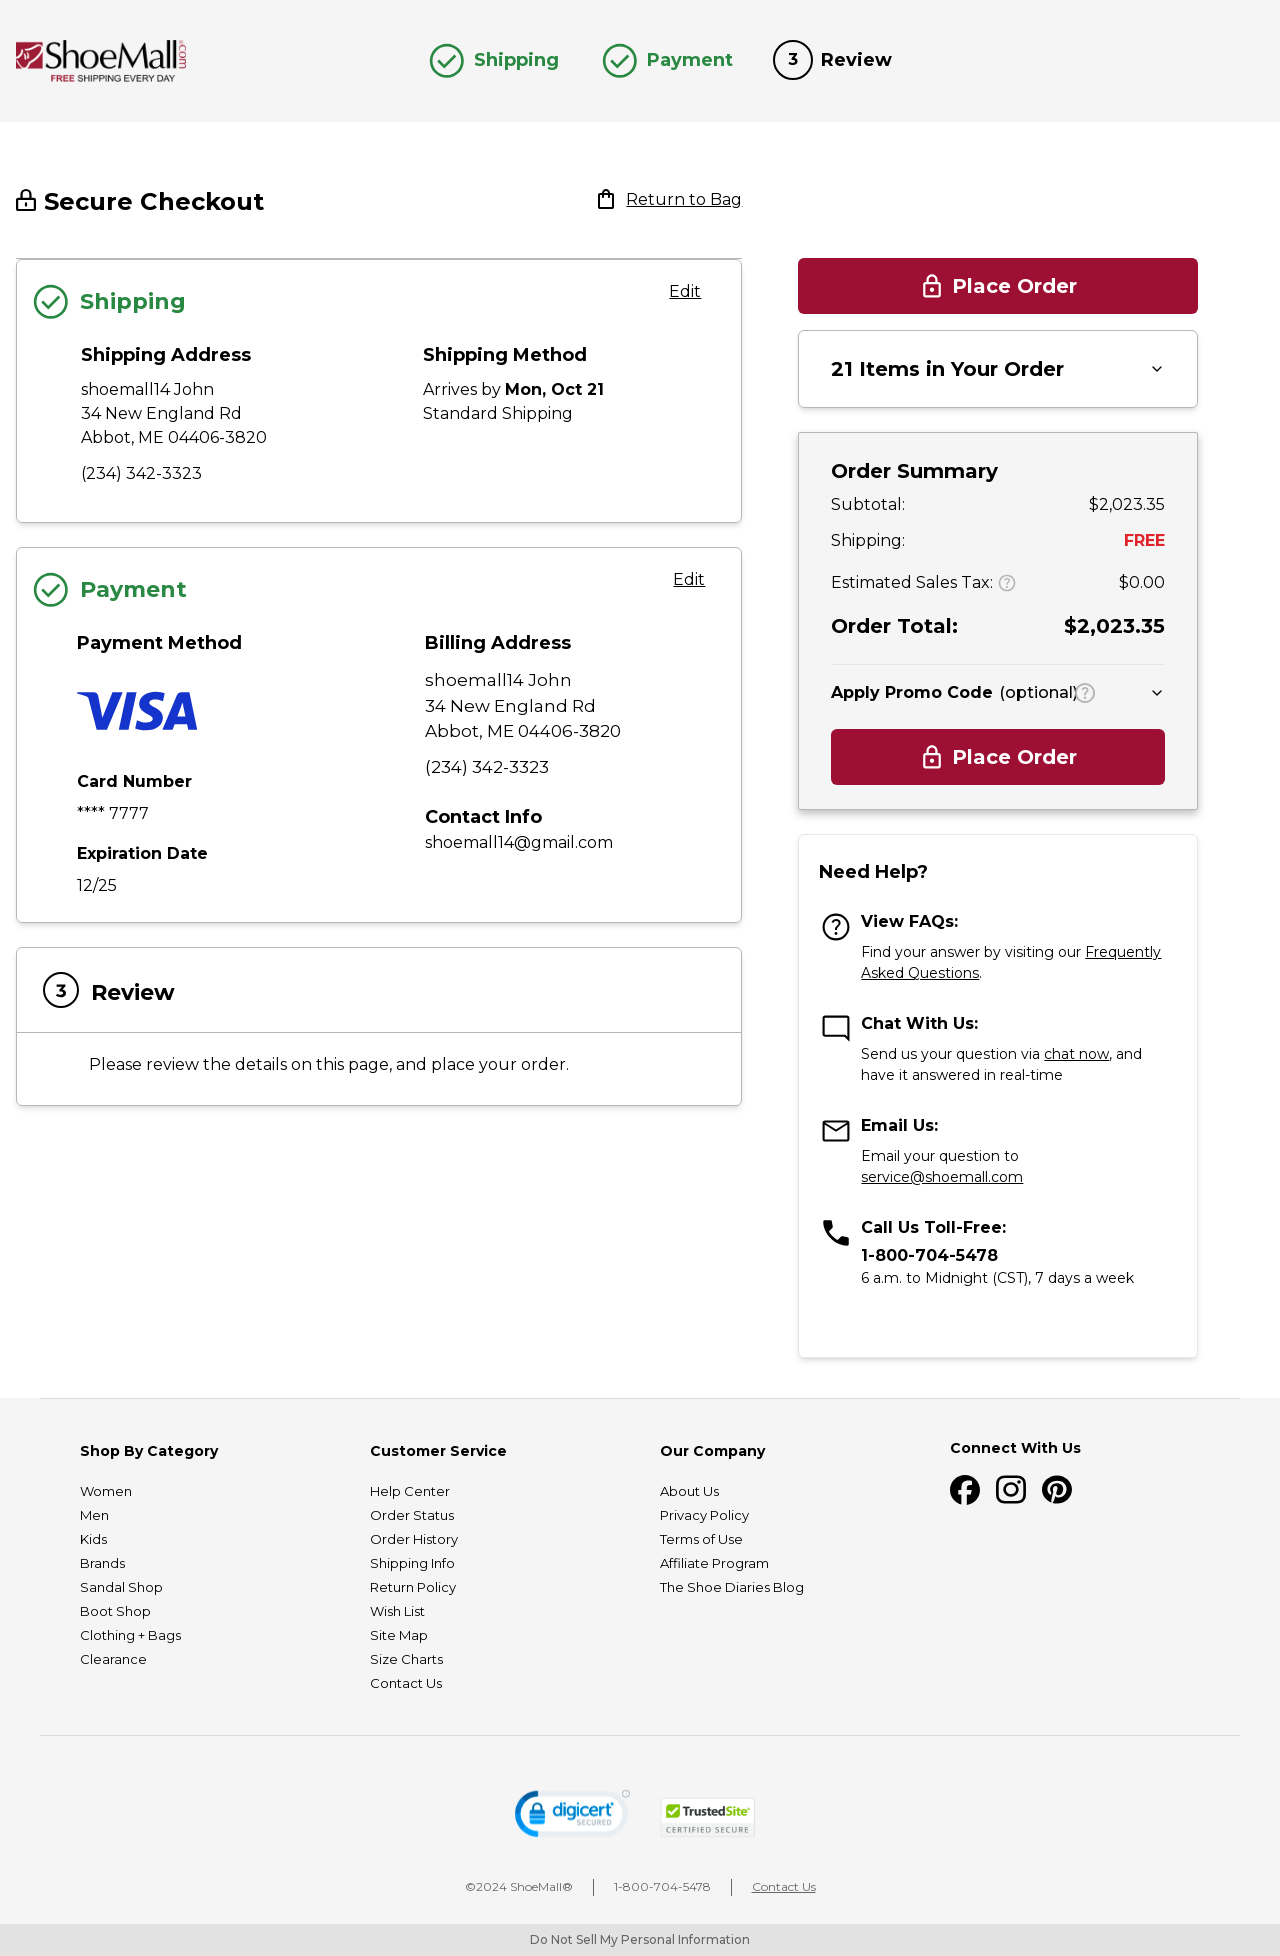 ShoeMall.com
FREE SHIPPING EVERY DAY
Shipping
Payment
3 Review
Secure Checkout
Return to Bag
Shipping
Edit
Shipping Address
shoemall14 John
34 New England Rd
Abbot, ME 04406-3820
(234) 342-3323
Shipping Method
Arrives by Mon, Oct 21
Standard Shipping
Payment
Edit
Payment Method
VISA
Card Number
**** 7777
Expiration Date
12/25
Billing Address
shoemall14 John
34 New England Rd
Abbot, ME 04406-3820
(234) 342-3323
Contact Info
shoemall14@gmail.com
3 Review
Please review the details on this page, and place your order.
Place Order
21 Items in Your Order
Order Summary
Subtotal: $2,023.35
Shipping: FREE
Estimated Sales Tax: ? $0.00
Order Total: $2,023.35
Apply Promo Code (optional) ?
Place Order
Need Help?
? View FAQs:
Find your answer by visiting our Frequently
Asked Questions.
Chat With Us:
Send us your question via chat now, and
have it answered in real-time
Email Us:
Email your question to
service@shoemall.com
Call Us Toll-Free:
1-800-704-5478
6 a.m. to Midnight (CST), 7 days a week
Shop By Category
Women
Men
Kids
Brands
Sandal Shop
Boot Shop
Clothing + Bags
Clearance
Customer Service
Help Center
Order Status
Order History
Shipping Info
Return Policy
Wish List
Site Map
Size Charts
Contact Us
Our Company
About Us
Privacy Policy
Terms of Use
Affiliate Program
The Shoe Diaries Blog
Connect With Us
digicert
SECURED
TrustedSite
CERTIFIED SECURE
©2024 ShoeMall®
1-800-704-5478
Contact Us
Do Not Sell My Personal Information